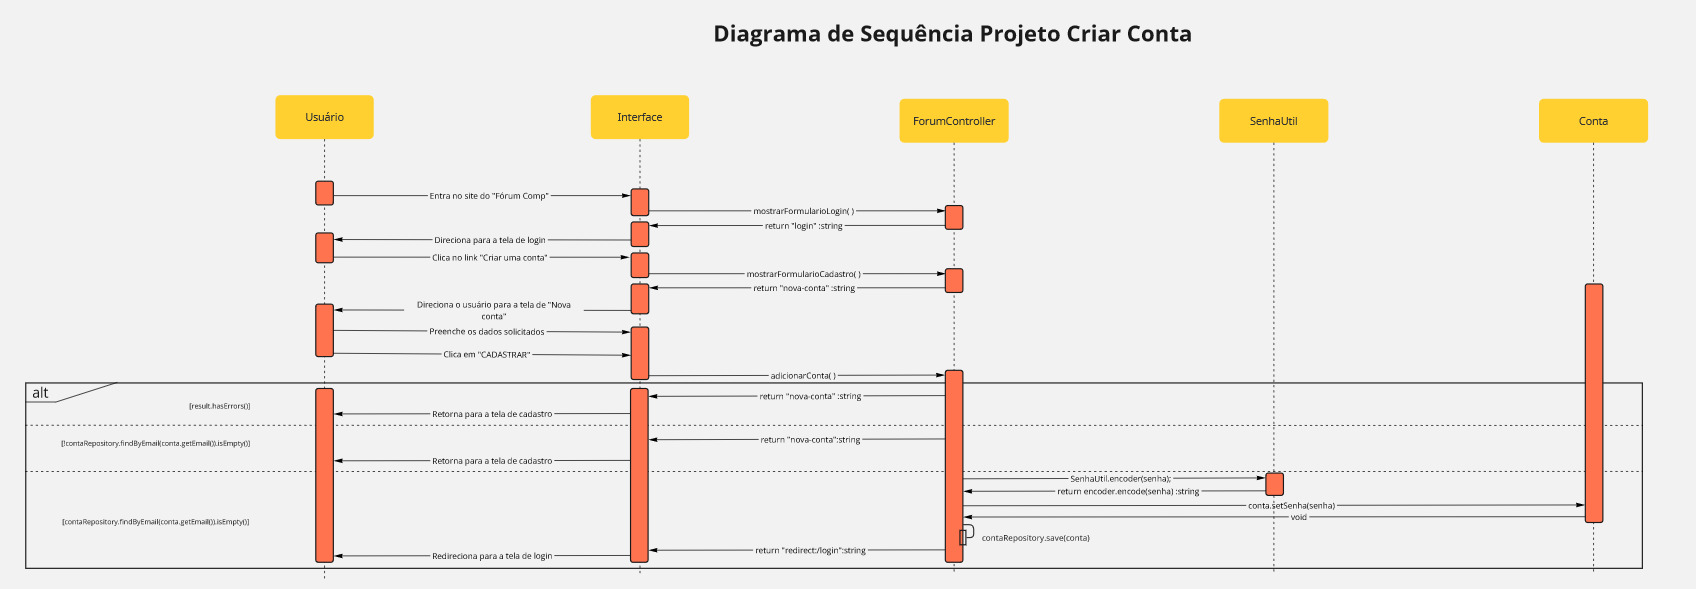 Diagrama de Sequência Projeto Criar Conta
Usuário
Interface
ForumController
SenhaUtil
Conta
Entra no site do "Fórum Comp"
mostrarFormularioLogin( )
return "login" :string
Direciona para a tela de login
Clica no link "Criar uma conta"
mostrarFormularioCadastro( )
return "nova-conta" :string
Direciona o usuário para a tela de "Nova
conta"
Preenche os dados solicitados
Clica em "CADASTRAR"
adicionarConta( )
alt
[result.hasErrors()]
return "nova-conta" :string
Retorna para a tela de cadastro
[!contaRepository.findByEmail(conta.getEmail()).isEmpty()]
return "nova-conta":string
Retorna para a tela de cadastro
SenhaUtil.encoder(senha);
return encoder.encode(senha) :string
conta.setSenha(senha)
void
[contaRepository.findByEmail(conta.getEmail()).isEmpty()]
contaRepository.save(conta)
return "redirect:/login":string
Redireciona para a tela de login